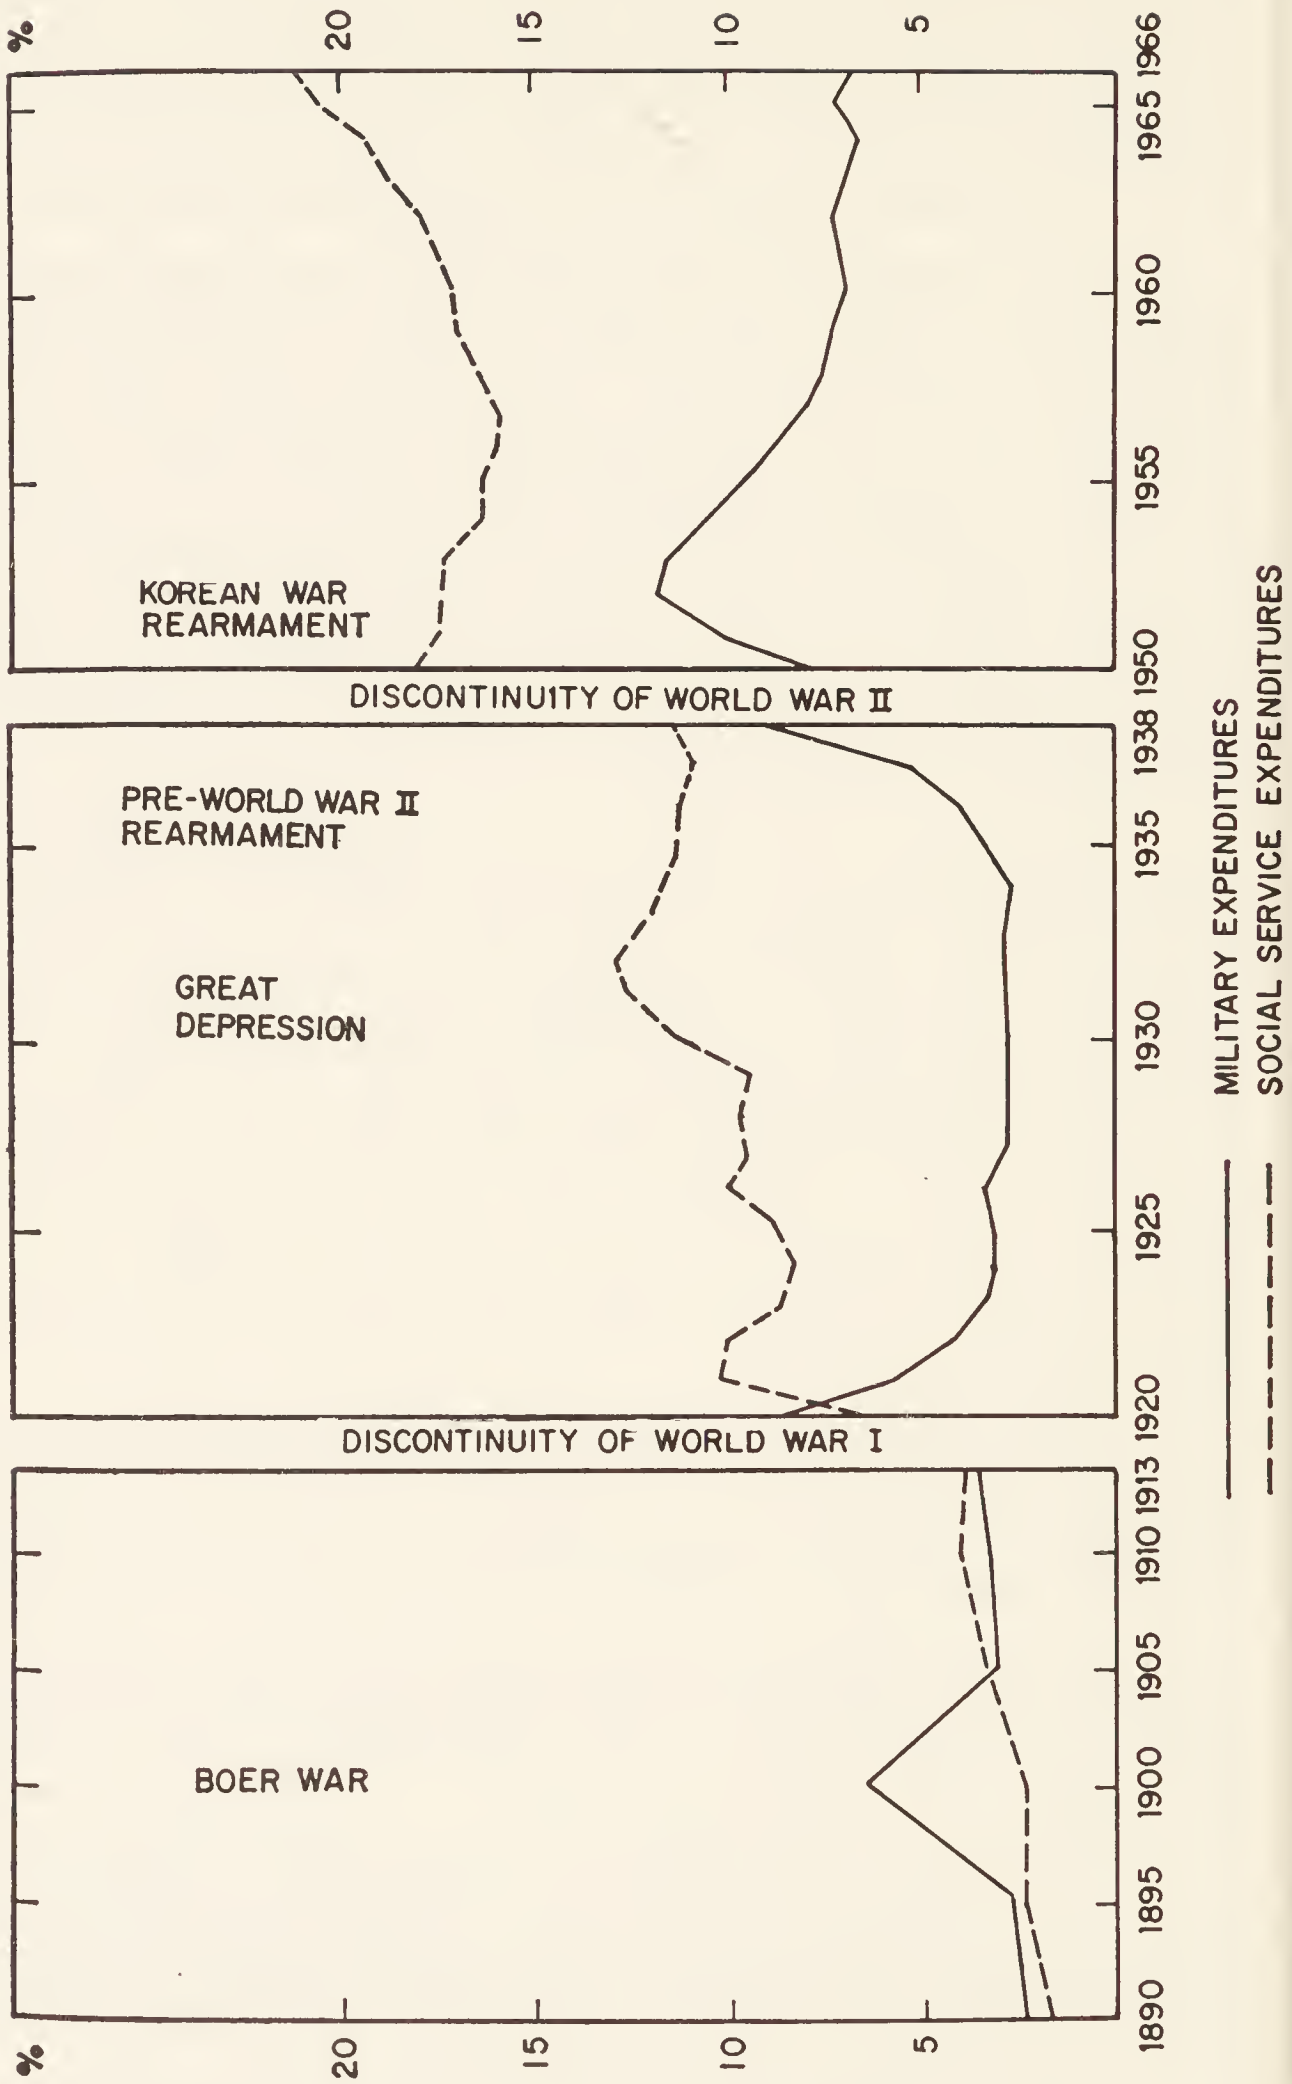 %
20
15
10
5
BOER WAR
DISCONTINUITY OF WORLD WAR I
GREAT
DEPRESSION
PRE-WORLD WAR II
REARMAMENT
DISCONTINUITY OF WORLD WAR II
KOREAN WAR
REARMAMENT
%
20
15
10
5
1890 1895 1900 1905 1910 1913 1920 1925 1930 1935 1938 1950 1955 1960 1965 1966
MILITARY EXPENDITURES
SOCIAL SERVICE EXPENDITURES